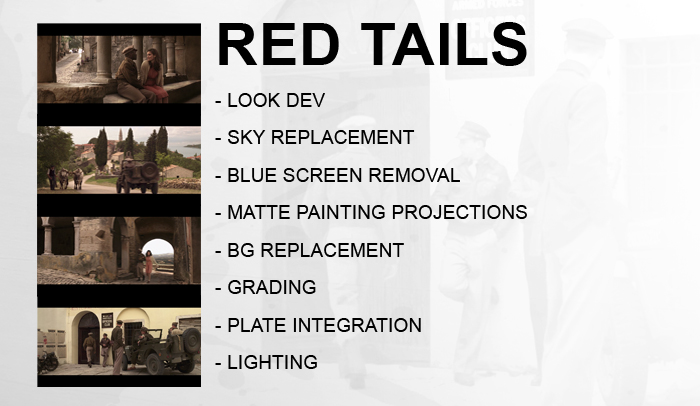 RED TAILS
- LOOK DEV
- SKY REPLACEMENT
- BLUE SCREEN REMOVAL
- MATTE PAINTING PROJECTIONS
- BG REPLACEMENT
- GRADING
- PLATE INTEGRATION
- LIGHTING